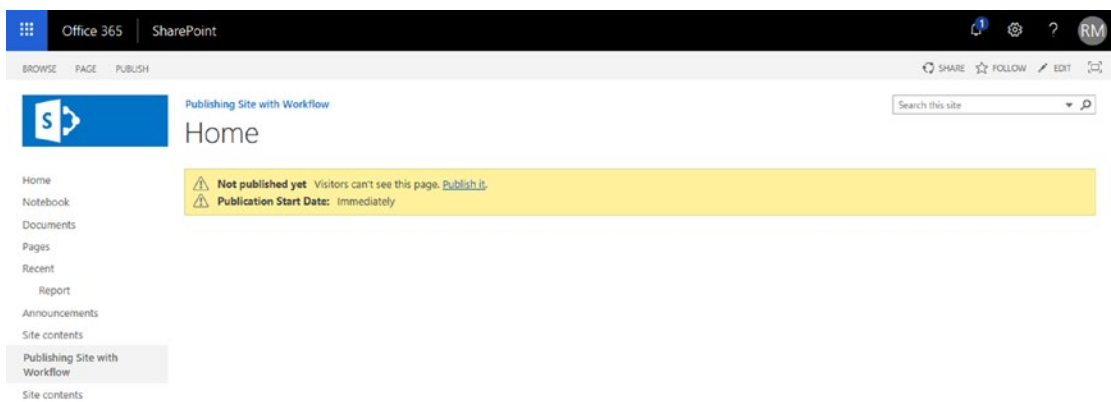 Office 365 SharePoint 1 ? RM
BROWSE PAGE PUBLISH SHARE FOLLOW EDIT
S
Publishing Site with Workflow
Search this site
Home
Home
Notebook
Documents
Pages
Recent
Report
Announcements
Site contents
Publishing Site with
Workflow
Site contents
Not published yet Visitors can't see this page. Publish it.
Publication Start Date: Immediately